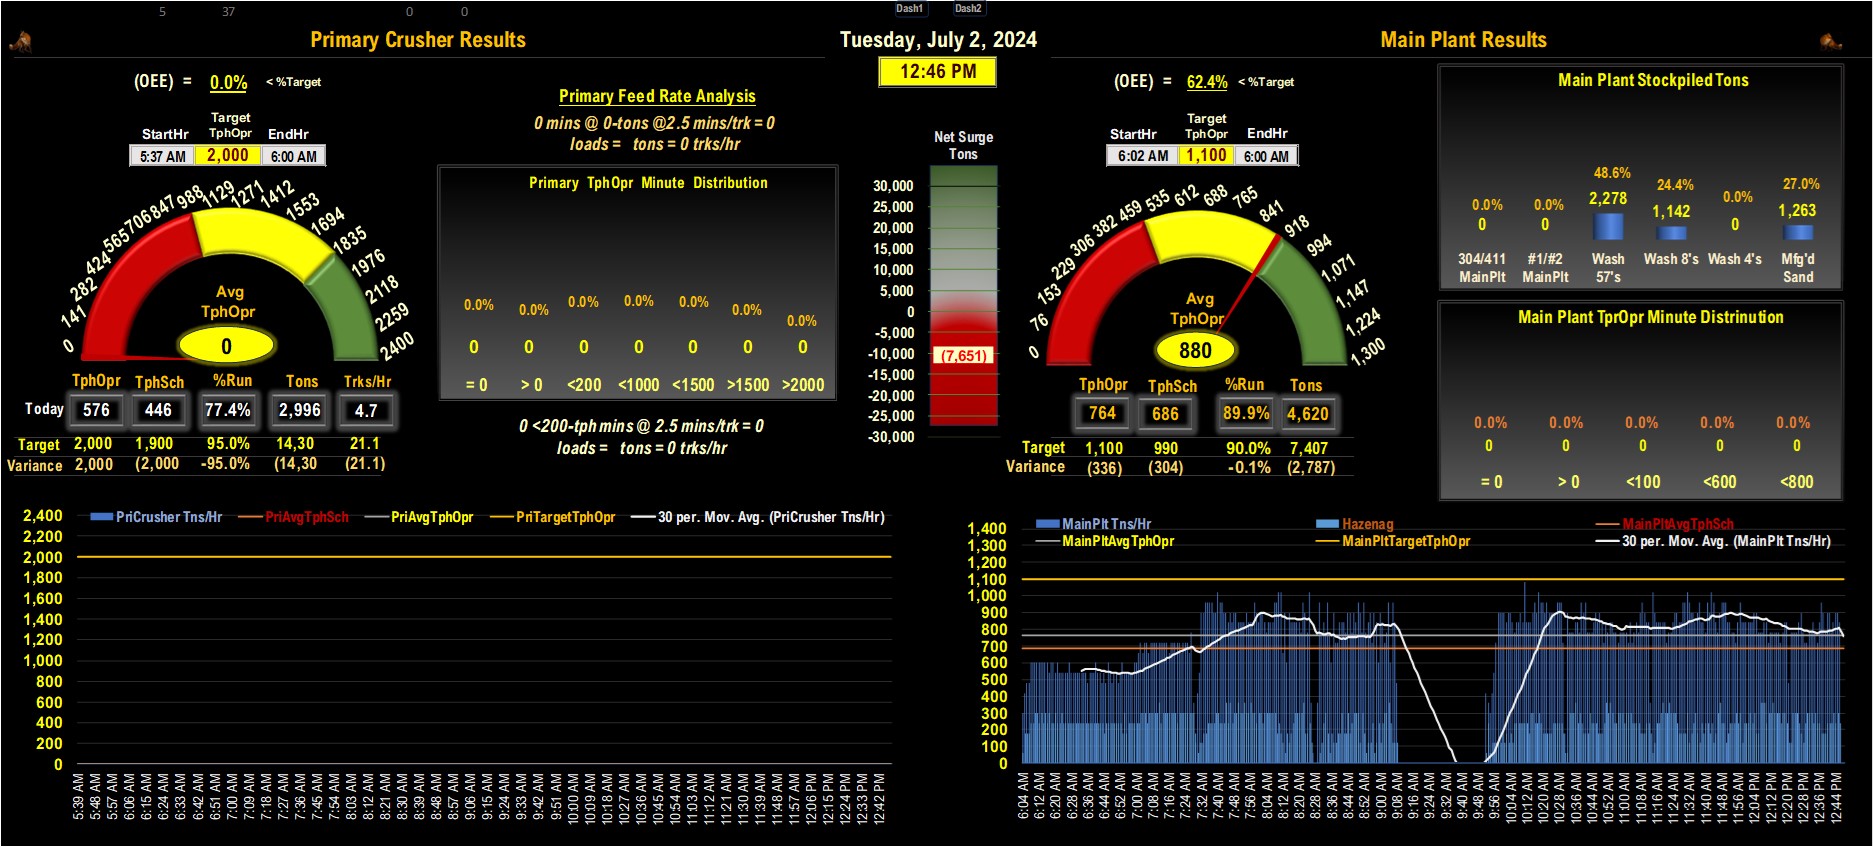 5 37 0 0 Dash1 Dash2
Primary Crusher Results
(OEE) = 0.0% < %Target
Target
StartHr TphOpr EndHr
5:37 AM 2,000 6:00 AM
0 141 282 424 565 706 847 988 1129 1271 1412 1553 1694 1835 1976 2118 2259 2400
Avg
TphOpr
0
TphOpr TphSch %Run Tons Trks/Hr
Today 576 446 77.4% 2,996 4.7
Target 2,000 1,900 95.0% 14,30 21.1
Variance 2,000 (2,000 -95.0% (14,30 (21.1)
Primary Feed Rate Analysis
0 mins @ 0-tons @2.5 mins/trk = 0
loads = tons = 0 trks/hr
Primary TphOpr Minute Distribution
0.0% 0.0% 0.0% 0.0% 0.0% 0.0% 0.0%
0 0 0 0 0 0 0
= 0 > 0 <200 <1000 <1500 >1500 >2000
0 <200-tph mins @ 2.5 mins/trk = 0
loads = tons = 0 trks/hr
Tuesday, July 2, 2024
12:46 PM
Net Surge
Tons
30,000
25,000
20,000
15,000
10,000
5,000
0
-5,000
-10,000
(7,651)
-15,000
-20,000
-25,000
-30,000
Main Plant Results
(OEE) = 62.4% < %Target
Target
StartHr TphOpr EndHr
6:02 AM 1,100 6:00 AM
0 76 153 229 306 382 459 535 612 688 765 841 918 994 1,071 1,147 1,224 1,300
Avg
TphOpr
880
TphOpr TphSch %Run Tons
764 686 89.9% 4,620
Target 1,100 990 90.0% 7,407
Variance (336) (304) -0.1% (2,787)
Main Plant Stockpiled Tons
0.0% 0.0% 48.6% 24.4% 0.0% 27.0%
0 0 2,278 1,142 0 1,263
304/411 #1/#2 Wash Wash 8's Wash 4's Mfg'd
MainPlt MainPlt 57's Sand
Main Plant TprOpr Minute Distrinution
0.0% 0.0% 0.0% 0.0% 0.0%
0 0 0 0 0
= 0 > 0 <100 <600 <800
PriCrusher Tns/Hr PriAvgTphSch PriAvgTphOpr PriTargetTphOpr 30 per. Mov. Avg. (PriCrusher Tns/Hr)
2,400
2,200
2,000
1,800
1,600
1,400
1,200
1,000
800
600
400
200
0
5:39 AM 5:48 AM 5:57 AM 6:06 AM 6:15 AM 6:24 AM 6:33 AM 6:42 AM 6:51 AM 7:00 AM 7:09 AM 7:18 AM 7:27 AM 7:36 AM 7:45 AM 7:54 AM 8:03 AM 8:12 AM 8:21 AM 8:30 AM 8:39 AM 8:48 AM 8:57 AM 9:06 AM 9:15 AM 9:24 AM 9:33 AM 9:42 AM 9:51 AM 10:00 AM 10:09 AM 10:18 AM 10:27 AM 10:36 AM 10:45 AM 10:54 AM 11:03 AM 11:12 AM 11:21 AM 11:30 AM 11:39 AM 11:48 AM 11:57 AM 12:06 PM 12:15 PM 12:24 PM 12:33 PM 12:42 PM
MainPlt Tns/Hr Hazenag MainPltAvgTphSch
MainPltAvgTphOpr MainPltTargetTphOpr 30 per. Mov. Avg. (MainPlt Tns/Hr)
1,400
1,300
1,200
1,100
1,000
900
800
700
600
500
400
300
200
100
0
6:04 AM 6:12 AM 6:20 AM 6:28 AM 6:36 AM 6:44 AM 6:52 AM 7:00 AM 7:08 AM 7:16 AM 7:24 AM 7:32 AM 7:40 AM 7:48 AM 7:56 AM 8:04 AM 8:12 AM 8:20 AM 8:28 AM 8:36 AM 8:44 AM 8:52 AM 9:00 AM 9:08 AM 9:16 AM 9:24 AM 9:32 AM 9:40 AM 9:48 AM 9:56 AM 10:04 AM 10:12 AM 10:20 AM 10:28 AM 10:36 AM 10:44 AM 10:52 AM 11:00 AM 11:08 AM 11:16 AM 11:24 AM 11:32 AM 11:40 AM 11:48 AM 11:56 AM 12:04 PM 12:12 PM 12:20 PM 12:28 PM 12:36 PM 12:44 PM